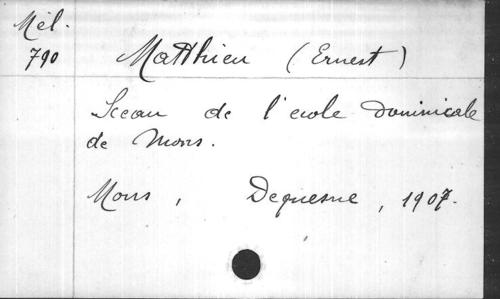 Mél.
790
Matthieu (Ernest)
Sceau de l'école dominicale
de Mons.
Mons, Dequesne, 1907.